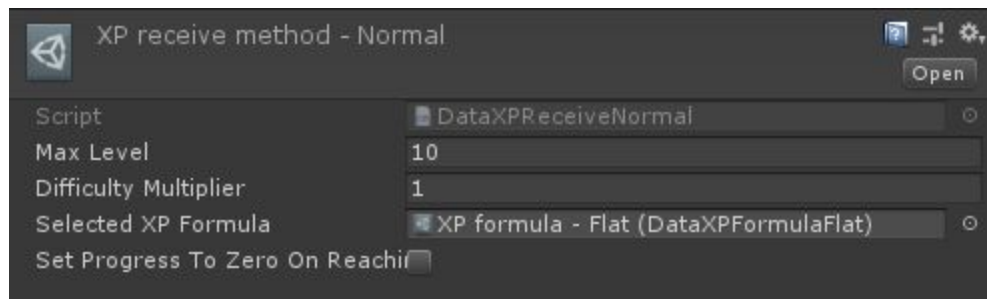 XP receive method - Normal
Open
Script DataXPReceiveNormal
Max Level 10
Difficulty Multiplier 1
Selected XP Formula XP formula - Flat (DataXPFormulaFlat)
Set Progress To Zero On Reachi